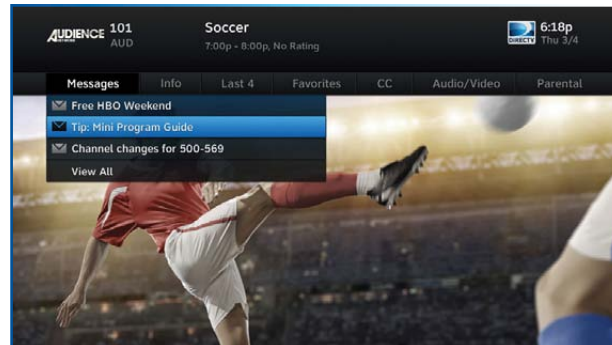 AUDIENCE NETWORK 101
AUD
Soccer
7:00p - 8:00p, No Rating
DIRECTV
6:18p
Thu 3/4
Messages Info Last 4 Favorites CC Audio/Video Parental
Free HBO Weekend
Tip: Mini Program Guide
Channel changes for 500-569
View All